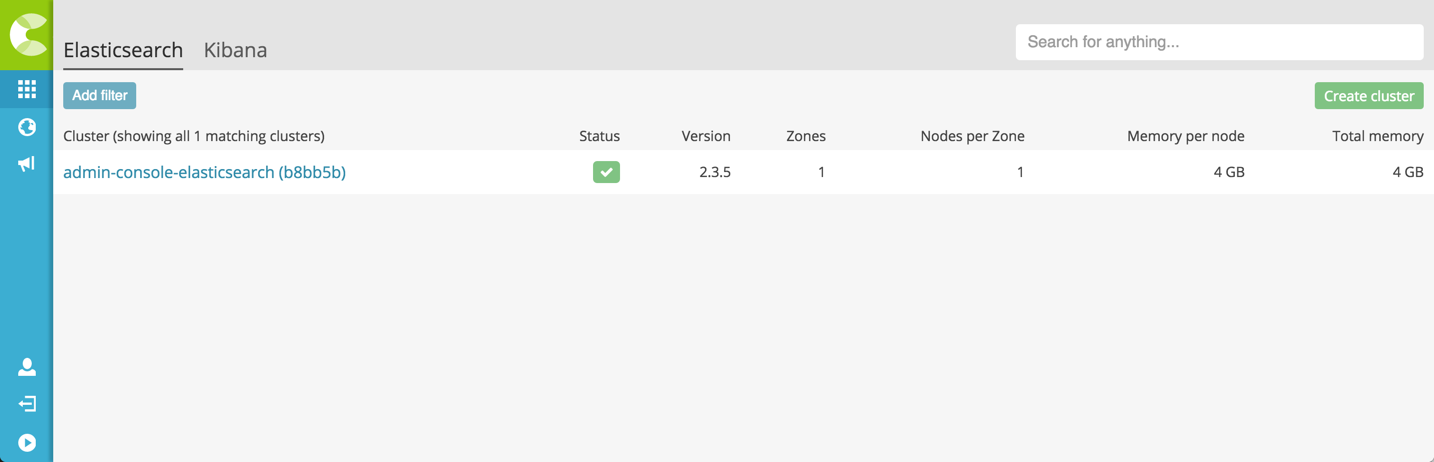 Elasticsearch Kibana Search for anything...
Add filter Create cluster
Cluster (showing all 1 matching clusters) Status Version Zones Nodes per Zone Memory per node Total memory
admin-console-elasticsearch (b8bb5b) 2.3.5 1 1 4 GB 4 GB